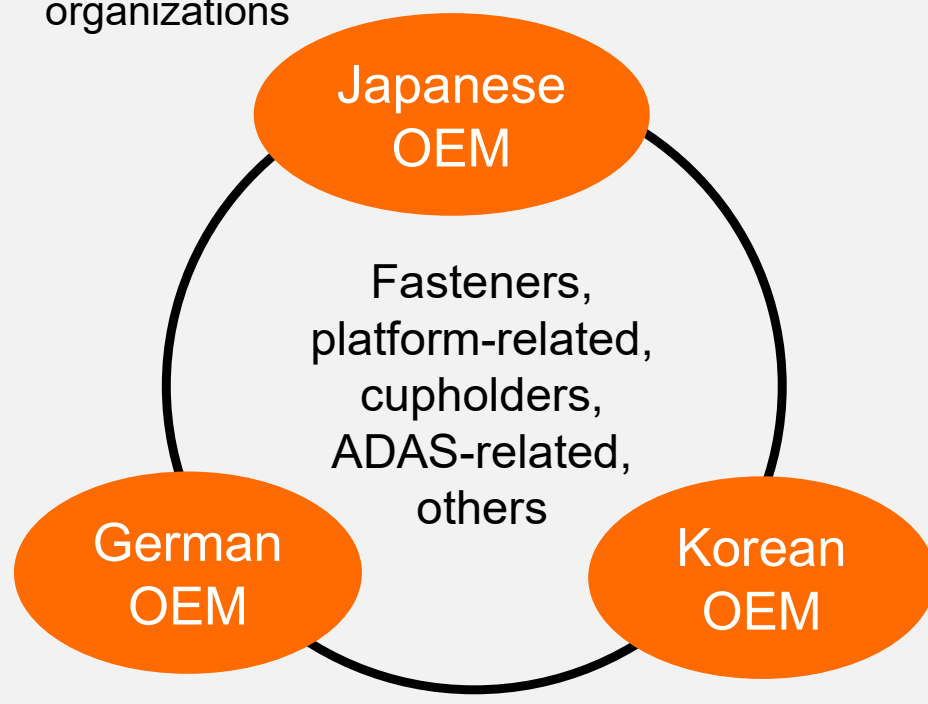 organizations
Japanese
OEM
Fasteners,
platform-related,
cupholders,
ADAS-related,
others
German
OEM
Korean
OEM